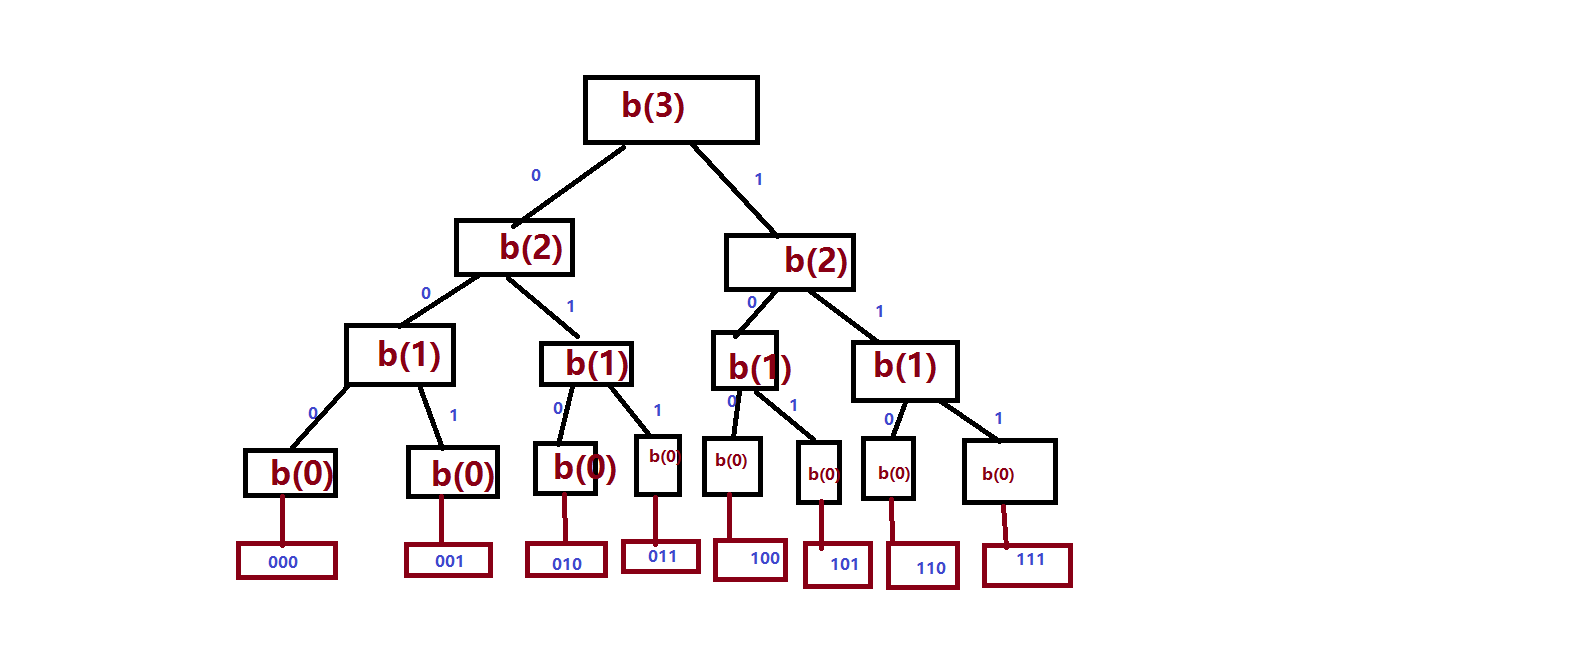 b(3)
0 1
b(2) b(2)
0 1 0 1
b(1) b(1) b(1) b(1)
0 1 0 1 0 1 0 1
b(0) b(0) b(0) b(0) b(0) b(0) b(0) b(0)
000 001 010 011 100 101 110 111